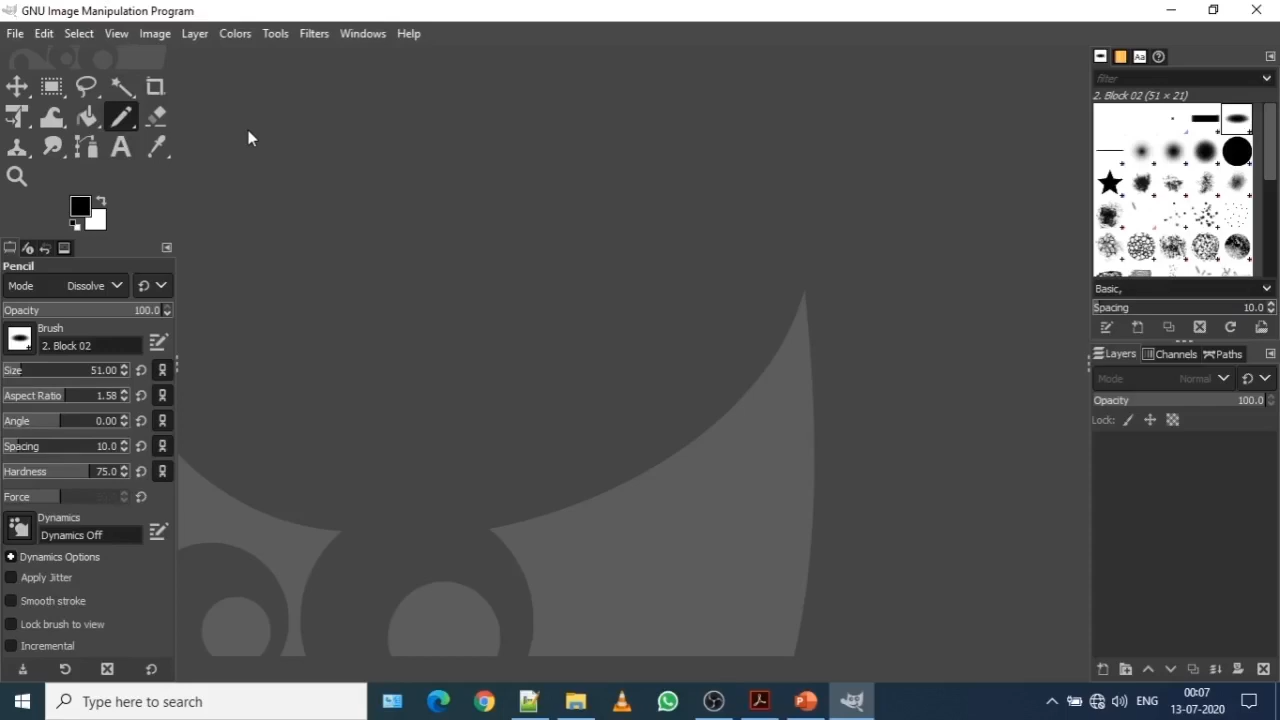 GNU Image Manipulation Program
File Edit Select View Image Layer Colors Tools Filters Windows Help
filter
2. Block 02 (51 × 21)
Aa
A
Basic,
Spacing 10.0
Pencil
Mode Dissolve
Opacity 100.0
Brush
2. Block 02
Size 51.00
Aspect Ratio 1.58
Angle 0.00
Spacing 10.0
Hardness 75.0
Force
Dynamics
Dynamics Off
Dynamics Options
Apply Jitter
Smooth stroke
Lock brush to view
Incremental
Layers Channels Paths
Mode Normal
Opacity 100.0
Lock:
Type here to search
ENG
00:07
13-07-2020